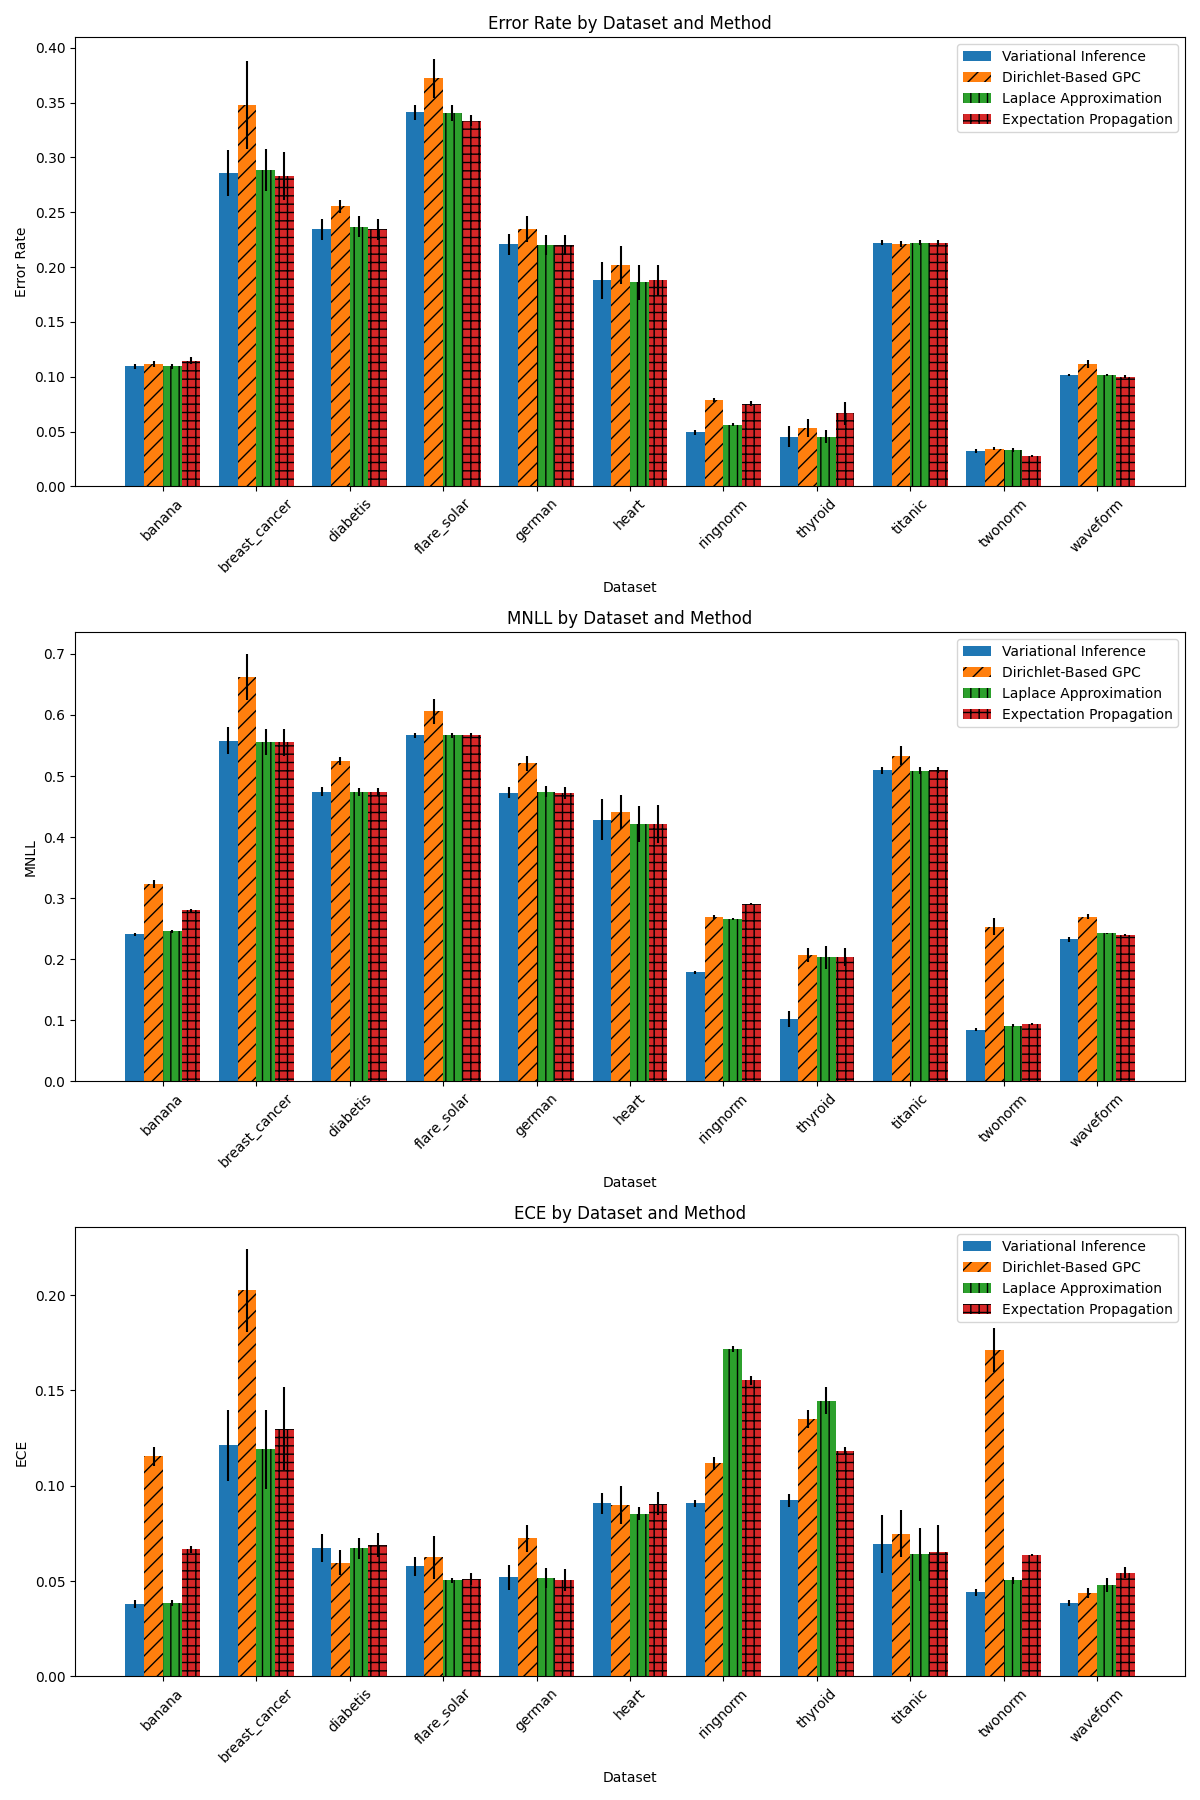 Error Rate by Dataset and Method
0.40
0.35
0.30
0.25
0.20
0.15
0.10
0.05
0.00
Error Rate
Variational Inference
Dirichlet-Based GPC
Laplace Approximation
Expectation Propagation
banana
breast_cancer
diabetis
flare_solar
german
heart
ringnorm
thyroid
titanic
twonorm
waveform
Dataset
MNLL by Dataset and Method
0.7
0.6
0.5
0.4
0.3
0.2
0.1
0.0
MNLL
Variational Inference
Dirichlet-Based GPC
Laplace Approximation
Expectation Propagation
banana
breast_cancer
diabetis
flare_solar
german
heart
ringnorm
thyroid
titanic
twonorm
waveform
Dataset
ECE by Dataset and Method
0.20
0.15
0.10
0.05
0.00
ECE
Variational Inference
Dirichlet-Based GPC
Laplace Approximation
Expectation Propagation
banana
breast_cancer
diabetis
flare_solar
german
heart
ringnorm
thyroid
titanic
twonorm
waveform
Dataset